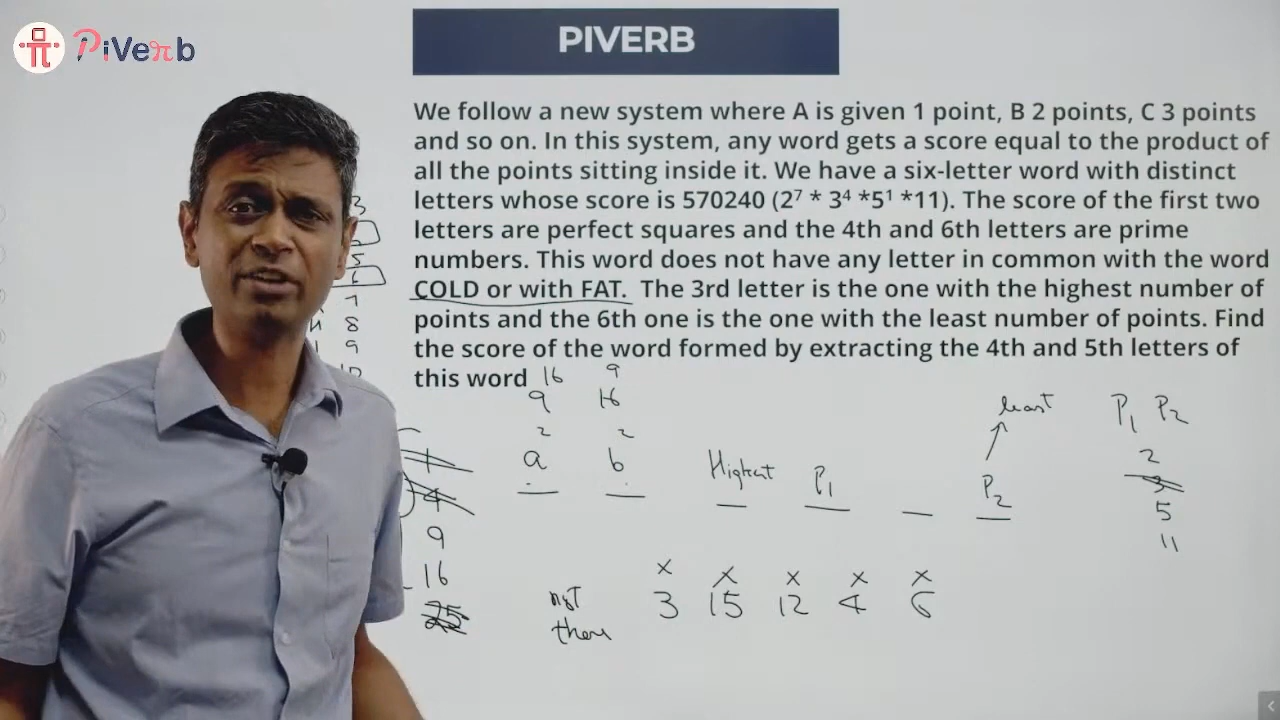 PiVerb
PIVERB
We follow a new system where A is given 1 point, B 2 points, C 3 points
and so on. In this system, any word gets a score equal to the product of
all the points sitting inside it. We have a six-letter word with distinct
letters whose score is 570240 (2⁷ * 3⁴ *5¹ *11). The score of the first two
letters are perfect squares and the 4th and 6th letters are prime
numbers. This word does not have any letter in common with the word
COLD or with FAT. The 3rd letter is the one with the highest number of
points and the 6th one is the one with the least number of points. Find
the score of the word formed by extracting the 4th and 5th letters of
this word
16 9
9 16
a² b² Highest P₁ P₂
least
P₁ P₂
2
3
5
11
1
4
9
16
25
not there
3 15 12 4 6
x x x x x
3
5
6
7
8
9
10